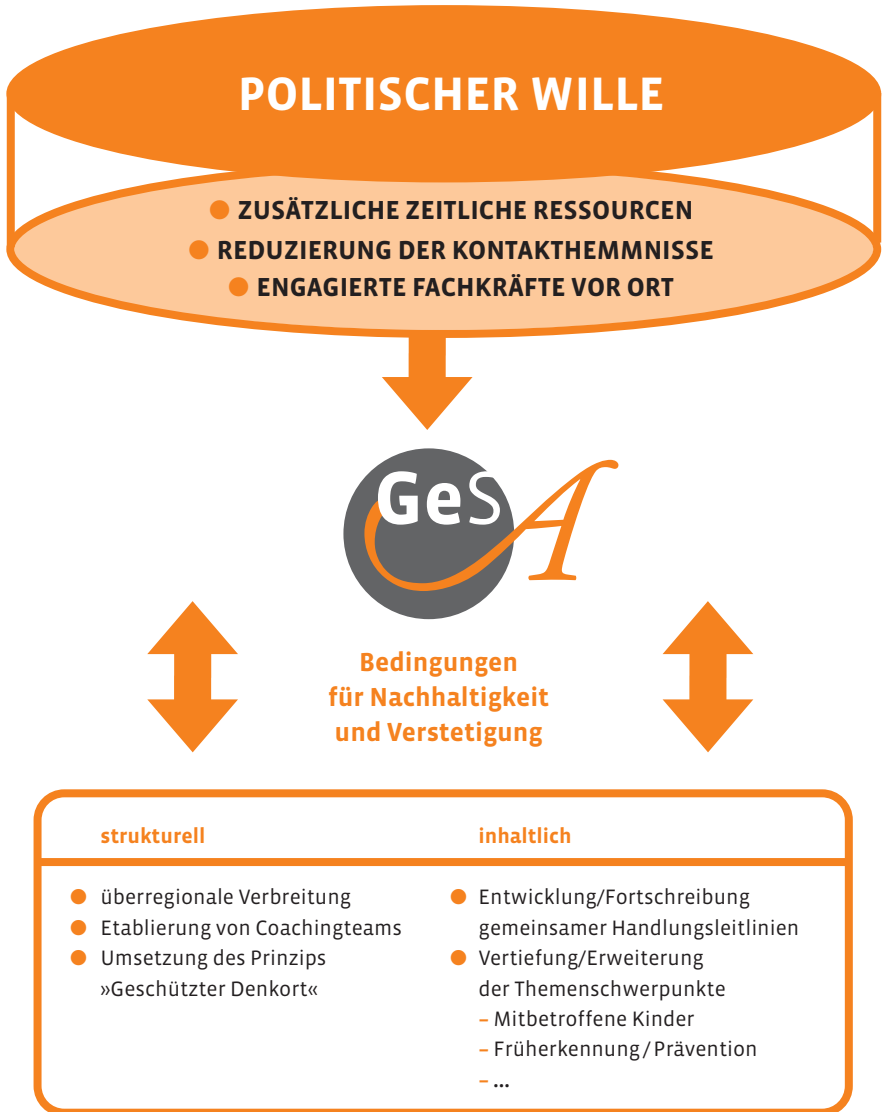 POLITISCHER WILLE
● ZUSÄTZLICHE ZEITLICHE RESSOURCEN
● REDUZIERUNG DER KONTAKTHEMMNISSE
● ENGAGIERTE FACHKRÄFTE VOR ORT
GeSA
Bedingungen
für Nachhaltigkeit
und Verstetigung
strukturell
● überregionale Verbreitung
● Etablierung von Coachingteams
● Umsetzung des Prinzips
»Geschützter Denkort«
inhaltlich
● Entwicklung/Fortschreibung
gemeinsamer Handlungsleitlinien
● Vertiefung/Erweiterung
der Themenschwerpunkte
– Mitbetroffene Kinder
– Früherkennung/Prävention
– ...